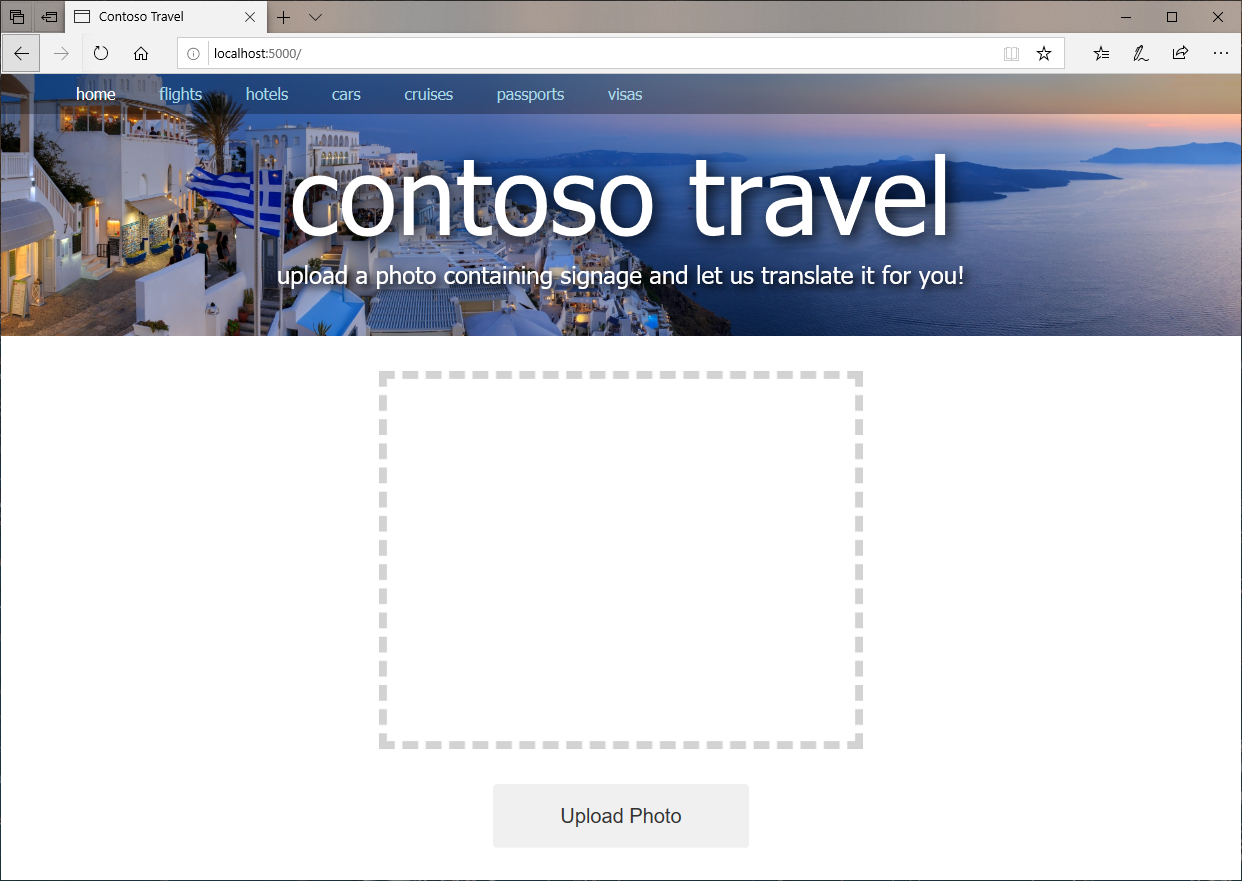 Contoso Travel
localhost:5000/
home flights hotels cars cruises passports visas
contoso travel
upload a photo containing signage and let us translate it for you!
Upload Photo